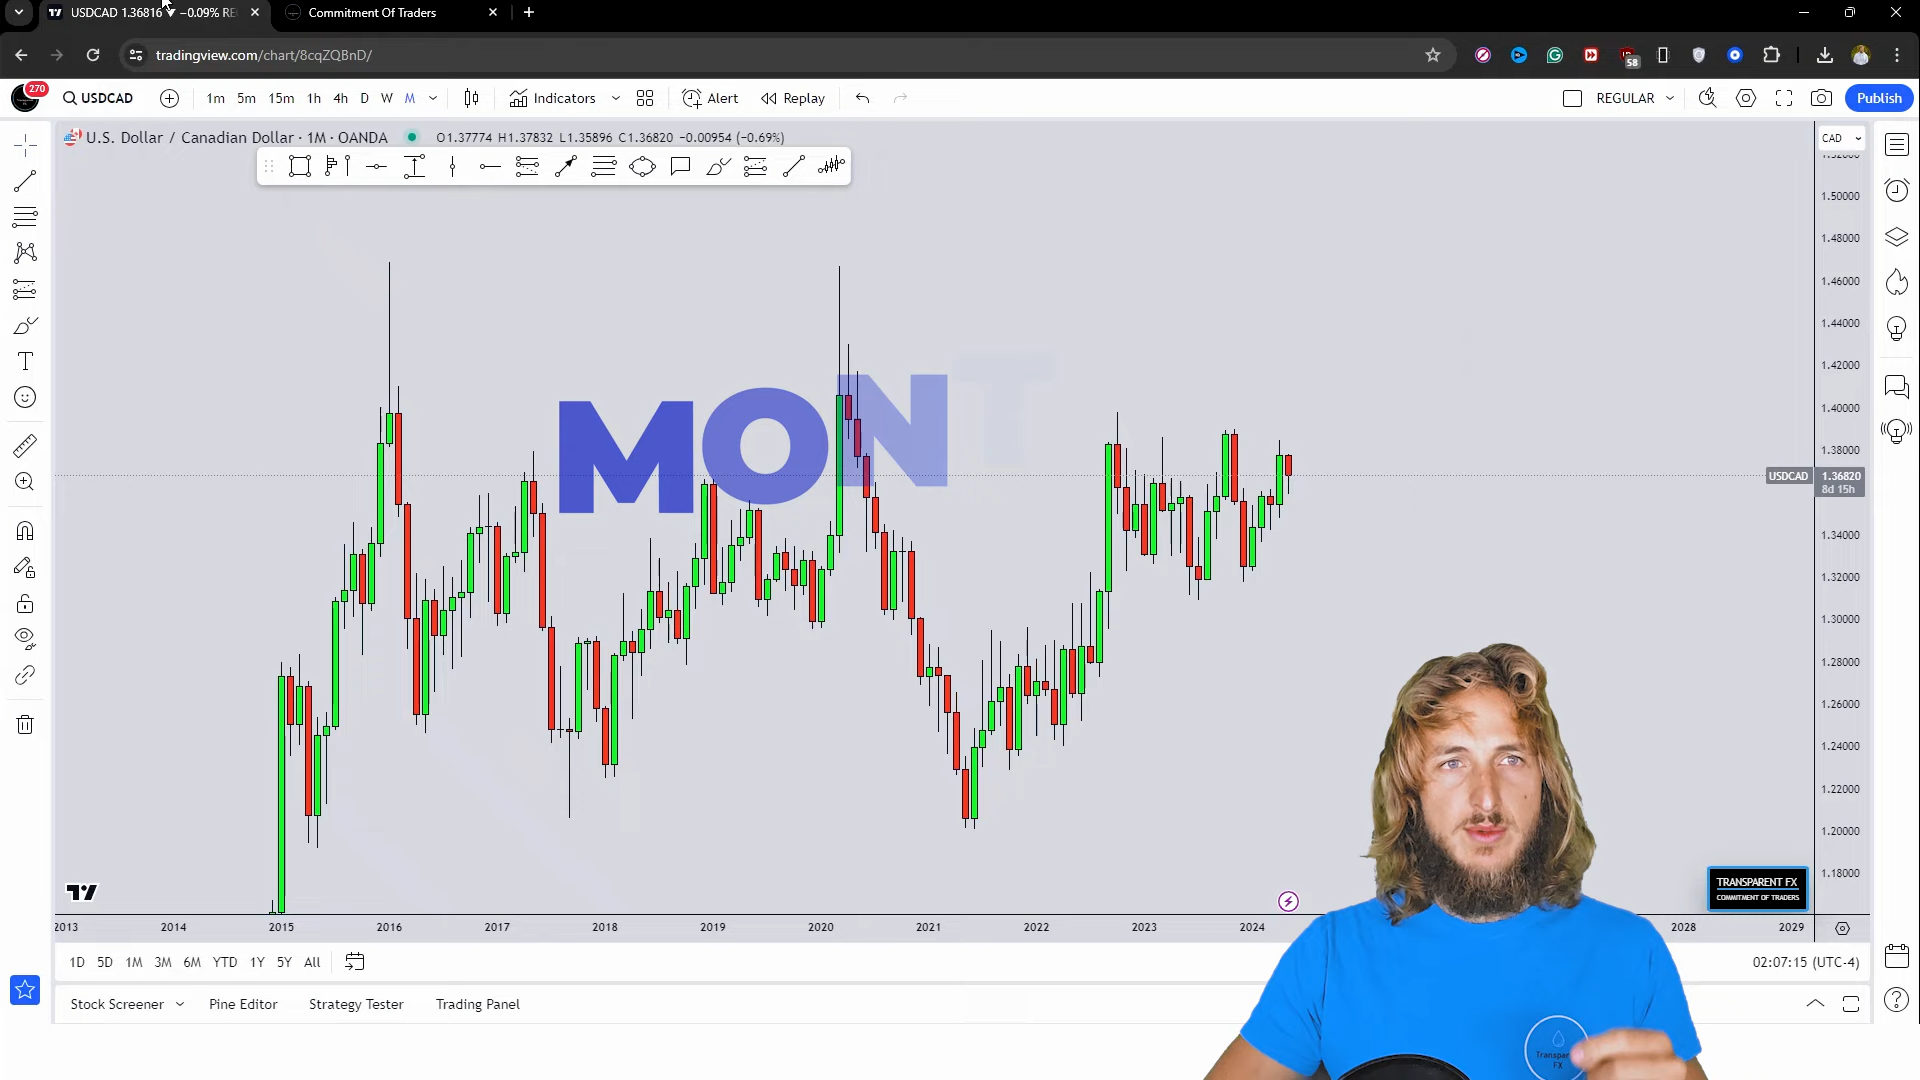 USDCAD 1.36816 ▼ −0.09% RE
Commitment Of Traders
tradingview.com/chart/8cqZQBnD/
58
270
USDCAD
1m 5m 15m 1h 4h D W M
Indicators
Alert
Replay
REGULAR
Publish
U.S. Dollar / Canadian Dollar · 1M · OANDA
O1.37774 H1.37832 L1.35896 C1.36820 −0.00954 (−0.69%)
CAD
1.50000
1.48000
1.46000
1.44000
1.42000
1.40000
1.38000
USDCAD 1.36820
8d 15h
1.34000
1.32000
1.30000
1.28000
1.26000
1.24000
1.22000
1.20000
1.18000
MONT
TRANSPARENT FX
COMMITMENT OF TRADERS
2013 2014 2015 2016 2017 2018 2019 2020 2021 2022 2023 2024 2028 2029
1D 5D 1M 3M 6M YTD 1Y 5Y All
02:07:15 (UTC-4)
Stock Screener Pine Editor Strategy Tester Trading Panel
FX